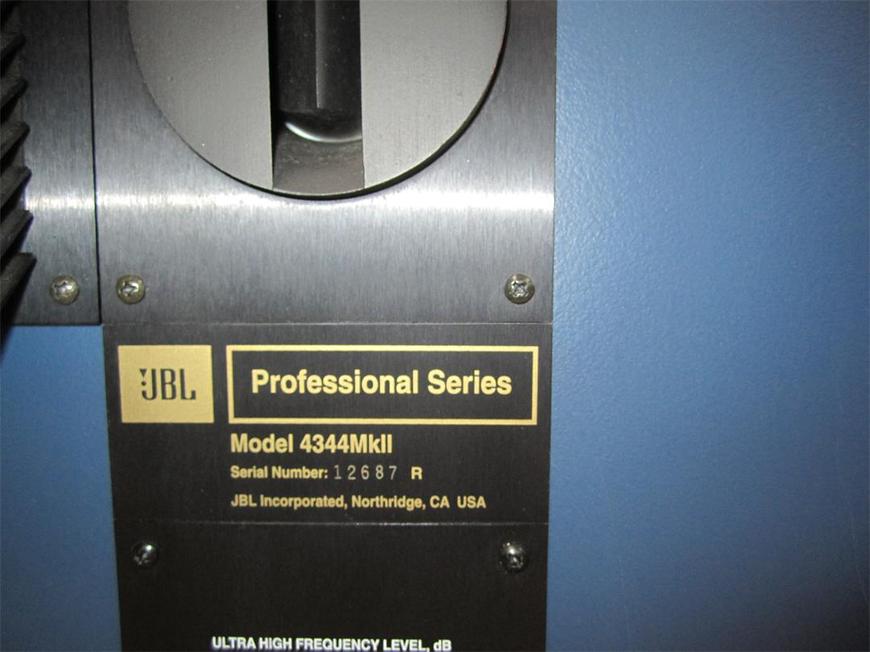 JBL
Professional Series
Model 4344MkII
Serial Number: 12687 R
JBL Incorporated, Northridge, CA USA
ULTRA HIGH FREQUENCY LEVEL, dB